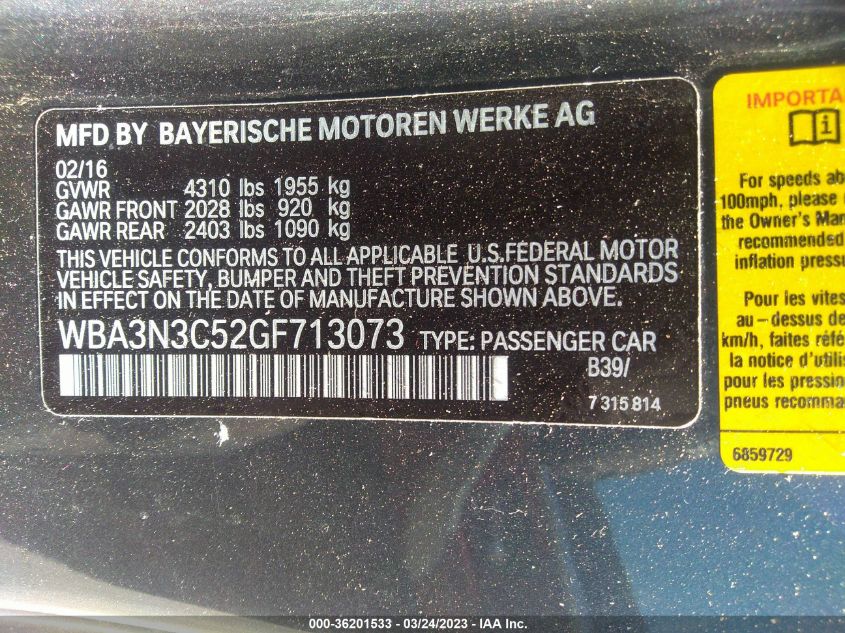 MFD BY BAYERISCHE MOTOREN WERKE AG
02/16
GVWR 4310 lbs 1955 kg
GAWR FRONT 2028 lbs 920 kg
GAWR REAR 2403 lbs 1090 kg
THIS VEHICLE CONFORMS TO ALL APPLICABLE U.S.FEDERAL MOTOR
VEHICLE SAFETY, BUMPER AND THEFT PREVENTION STANDARDS
IN EFFECT ON THE DATE OF MANUFACTURE SHOWN ABOVE.
WBA3N3C52GF713073 TYPE: PASSENGER CAR
B39/
7 315 814
IMPORTA
i
For speeds ab
100mph, please
the Owner's Man
recommended
inflation pressu
Pour les vites
au – dessus de
km/h, faites réfé
la notice d'utilis
pour les pression
pneus recomma
6859729
000-36201533 - 03/24/2023 - IAA Inc.